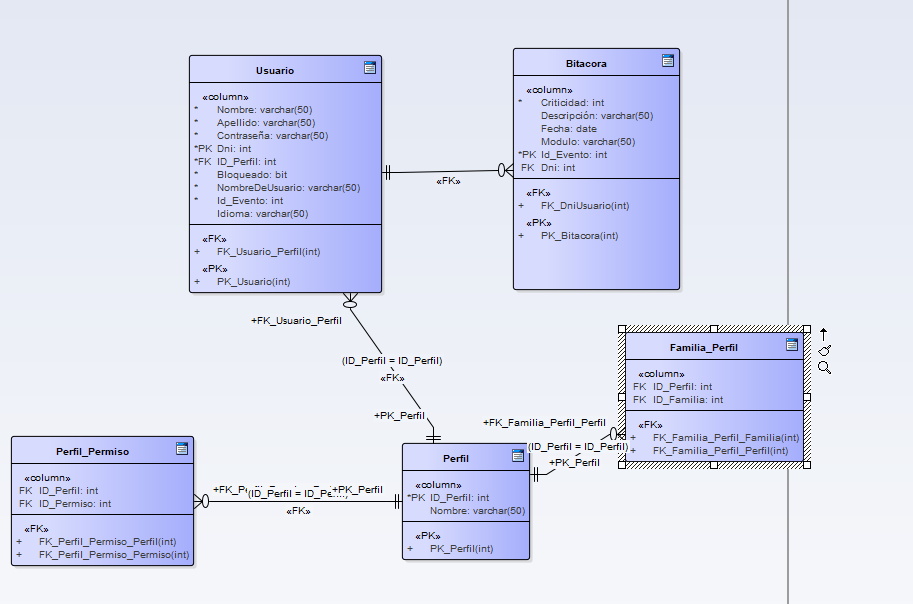 Usuario
«column»
* Nombre: varchar(50)
* Apellido: varchar(50)
* Contraseña: varchar(50)
*PK Dni: int
*FK ID_Perfil: int
* Bloqueado: bit
* NombreDeUsuario: varchar(50)
* Id_Evento: int
Idioma: varchar(50)
«FK»
+ FK_Usuario_Perfil(int)
«PK»
+ PK_Usuario(int)
Bitacora
«column»
* Criticidad: int
Descripción: varchar(50)
Fecha: date
Modulo: varchar(50)
*PK Id_Evento: int
FK Dni: int
«FK»
+ FK_DniUsuario(int)
«PK»
+ PK_Bitacora(int)
«FK»
+FK_Usuario_Perfil
(ID_Perfil = ID_Perfil)
«FK»
+PK_Perfil
Familia_Perfil
«column»
FK ID_Perfil: int
FK ID_Familia: int
«FK»
+ FK_Familia_Perfil_Familia(int)
+ FK_Familia_Perfil_Perfil(int)
+FK_Familia_Perfil_Perfil
(ID_Perfil = ID_Perfil)
+PK_Perfil
Perfil_Permiso
«column»
FK ID_Perfil: int
FK ID_Permiso: int
«FK»
+ FK_Perfil_Permiso_Perfil(int)
+ FK_Perfil_Permiso_Permiso(int)
(ID_Perfil =
+PK_Perfil
«FK»
Perfil
«column»
*PK ID_Perfil: int
Nombre: varchar(50)
«PK»
+ PK_Perfil(int)